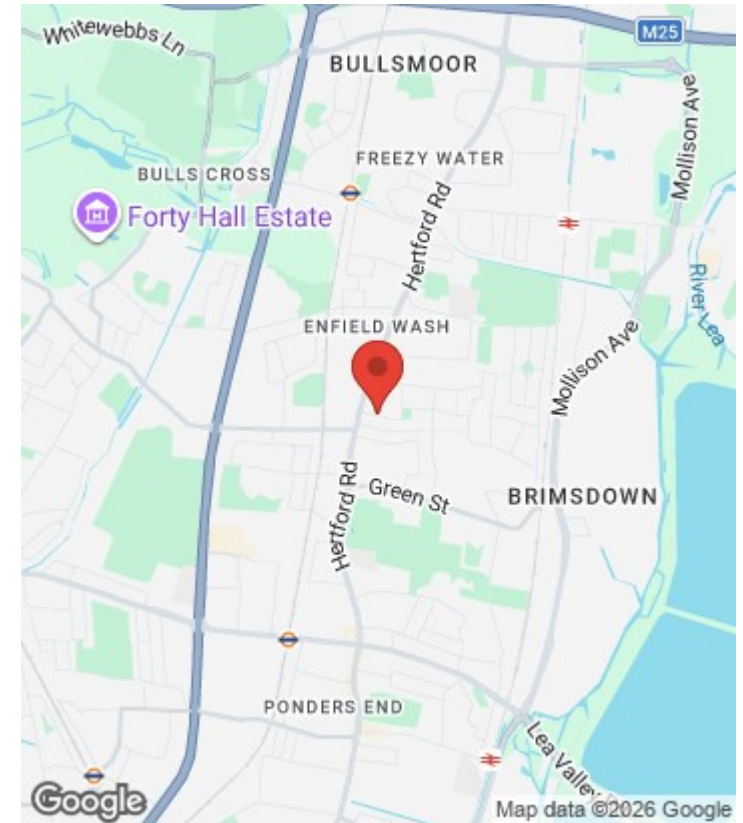 Whitewebbs Ln
M25
BULLSMOOR
Mollison Ave
FREEZY WATER
BULLS CROSS
Forty Hall Estate
Hertford Rd
River Lea
ENFIELD WASH
Mollison Ave
Hertford Rd
Green St
BRIMSDOWN
PONDERS END
Lea Valley
Google
Map data ©2026 Google